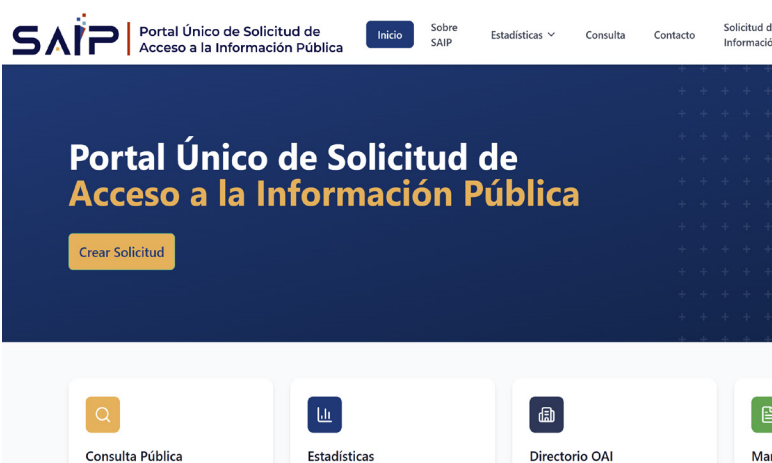 SAIP
Portal Único de Solicitud de
Acceso a la Información Pública
Inicio
Sobre
SAIP
Estadísticas
Consulta
Contacto
Solicitud
Portal Único de Solicitud de
Acceso a la Información Pública
Crear Solicitud
Consulta Pública
Estadísticas
Directorio OAI